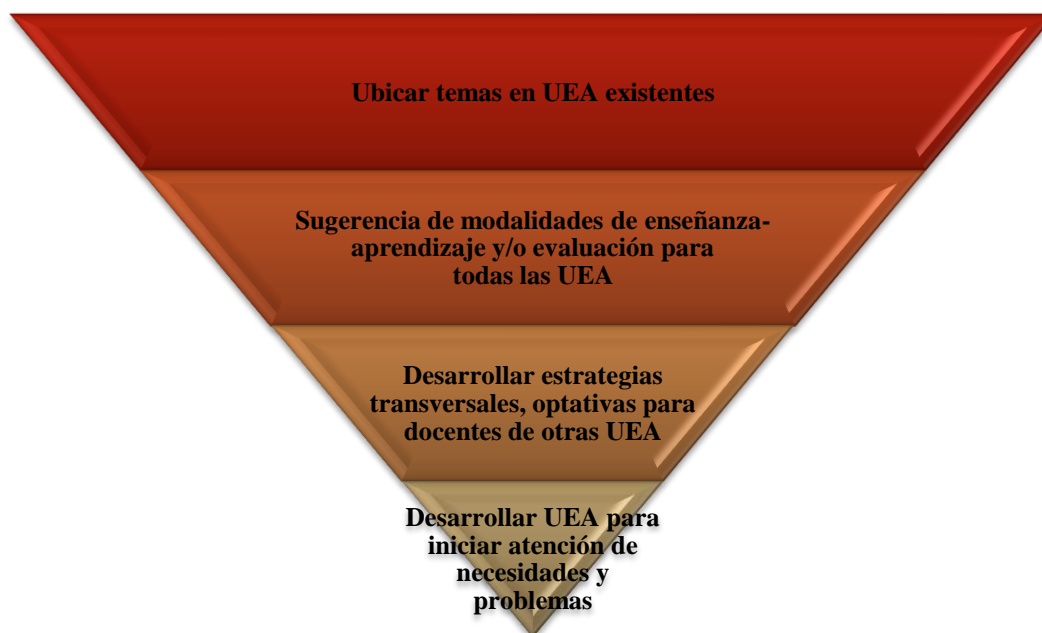 Ubicar temas en UEA existentes
Sugerencia de modalidades de enseñanza-
aprendizaje y/o evaluación para
todas las UEA
Desarrollar estrategias
transversales, optativas para
docentes de otras UEA
Desarrollar UEA para
iniciar atención de
necesidades y
problemas